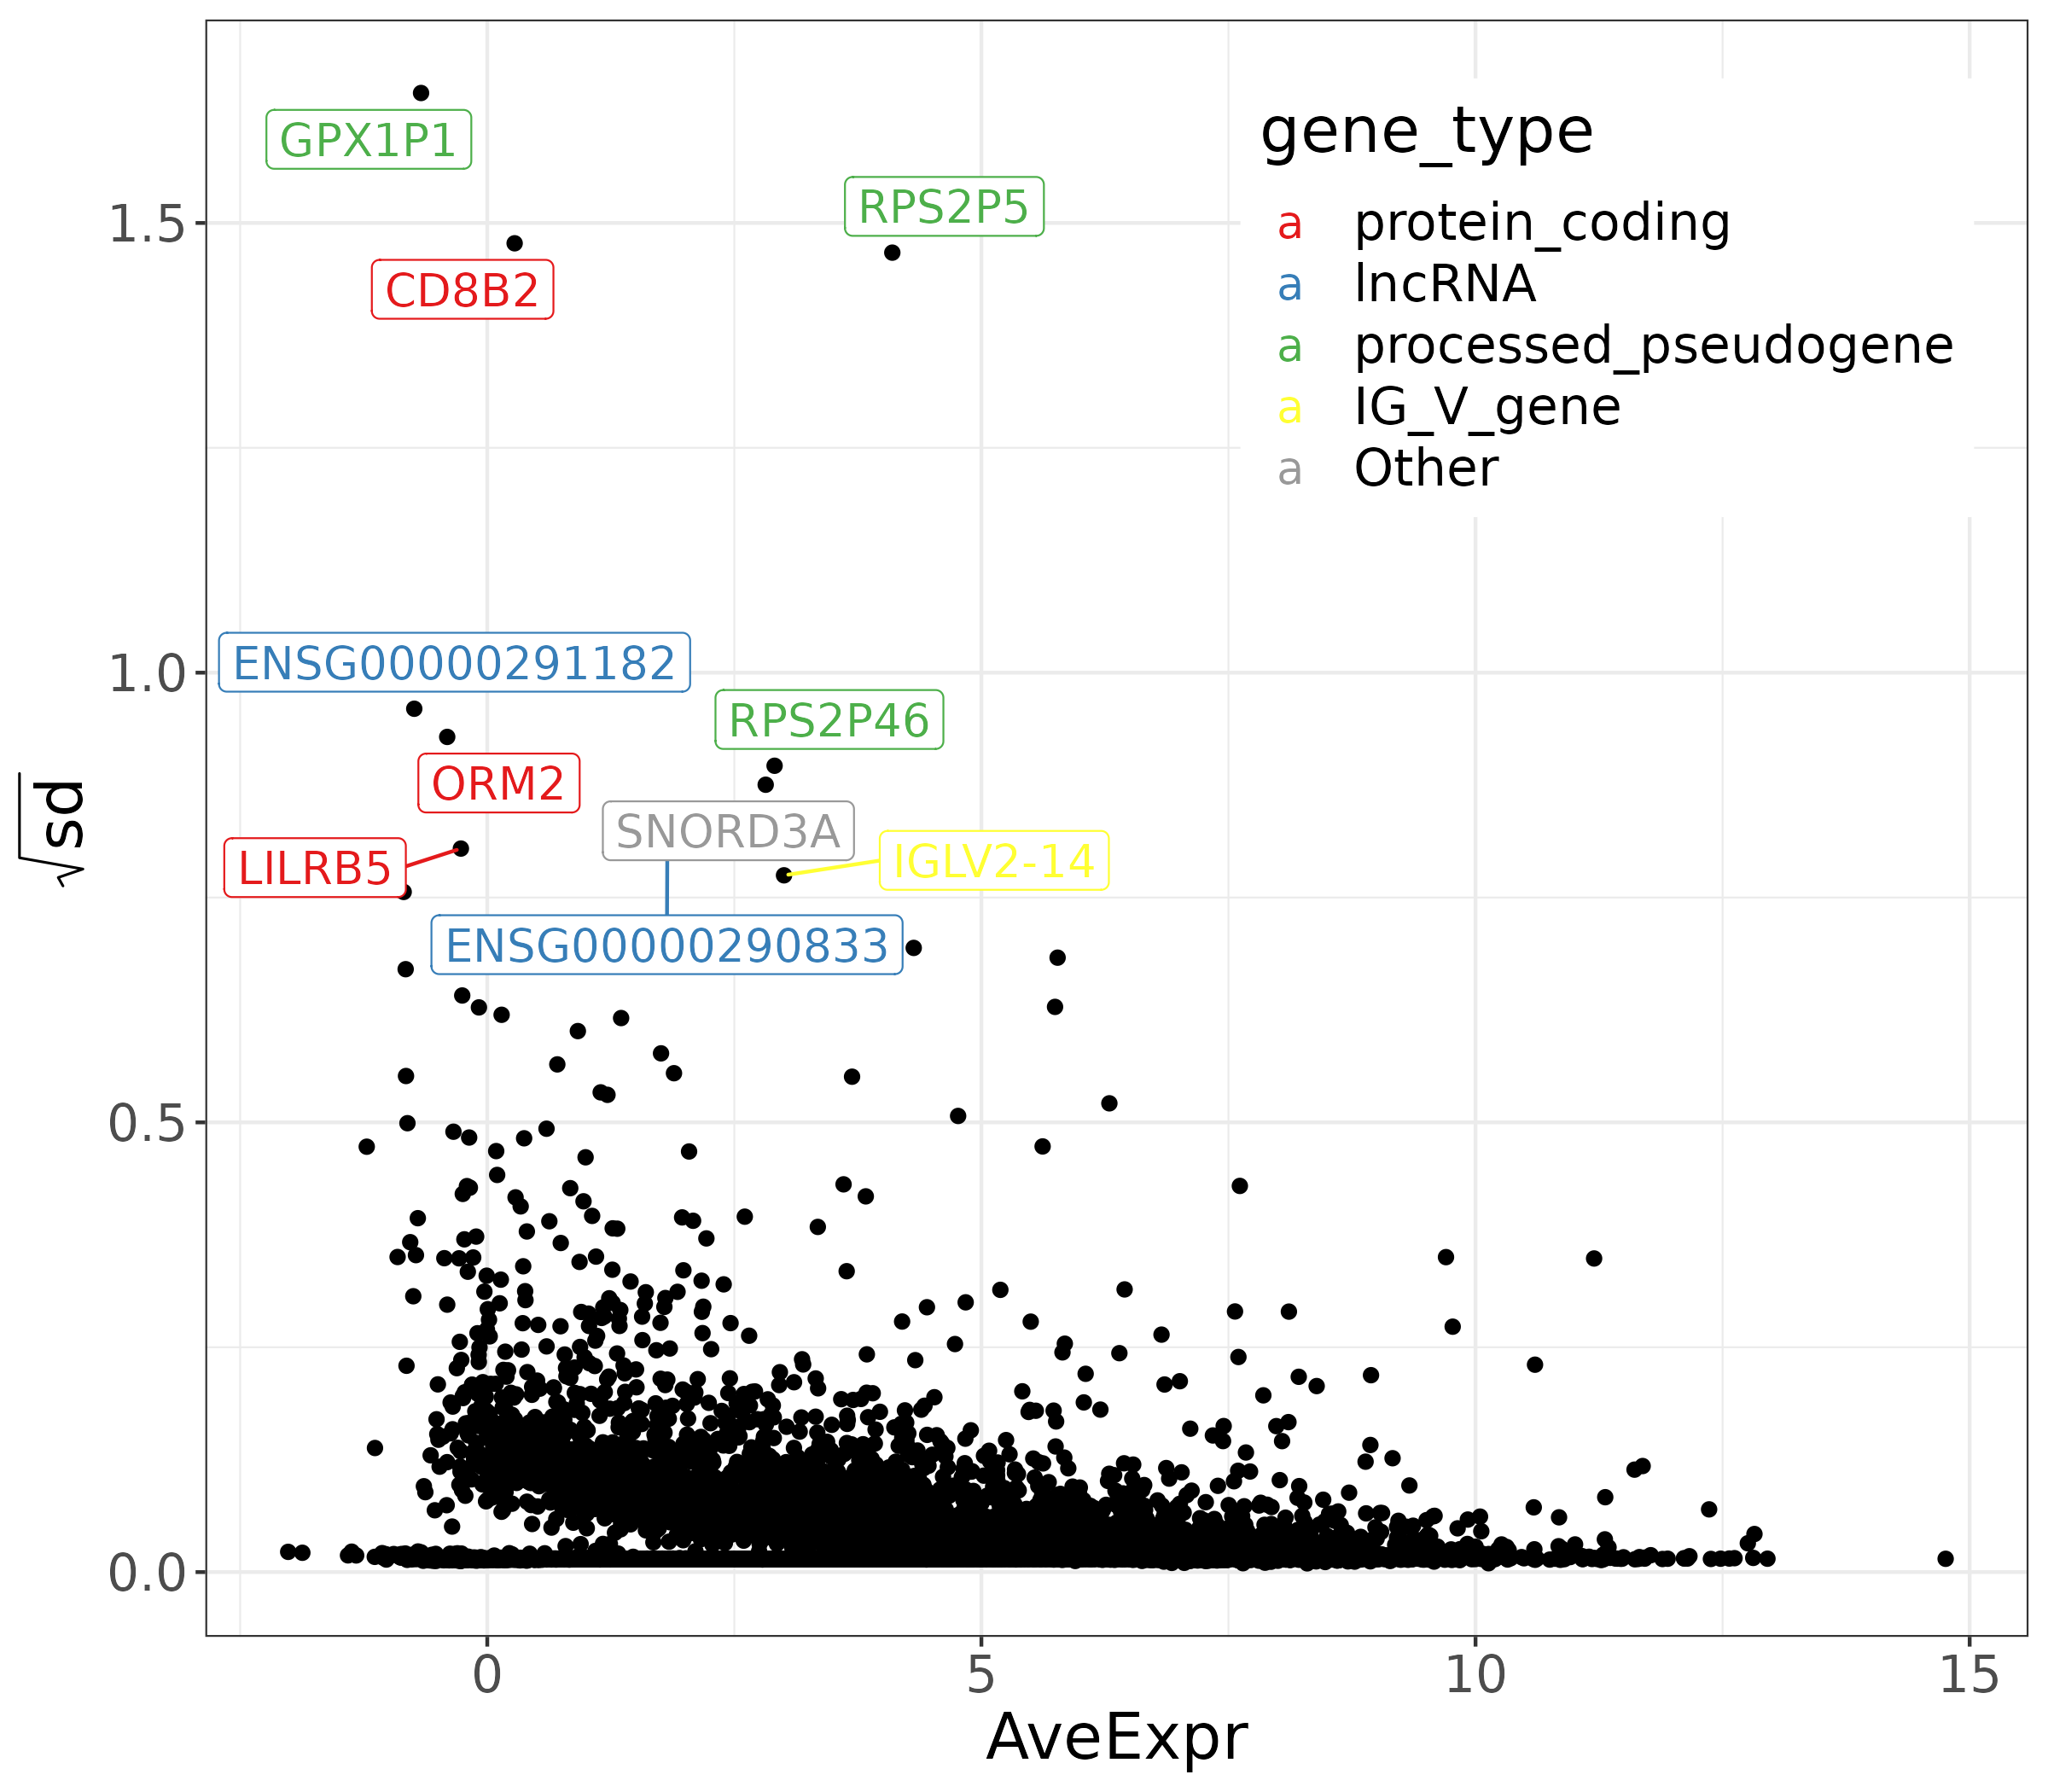 GPX1P1
RPS2P5
CD8B2
gene_type
a protein_coding
a lncRNA
a processed_pseudogene
a IG_V_gene
a Other
ENSG00000291182
RPS2P46
ORM2
SNORD3A
LILRB5
IGLV2-14
ENSG00000290833
1.5
1.0
0.5
0.0
√sd
0 5 10 15
AveExpr